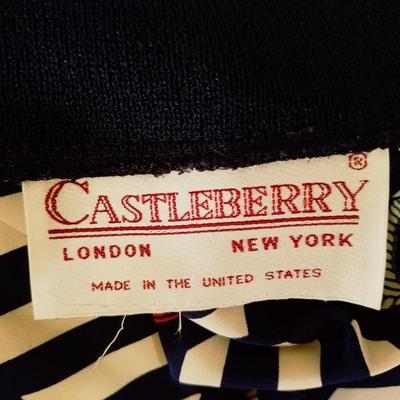 CASTLEBERRY ®
LONDON NEW YORK
MADE IN THE UNITED STATES